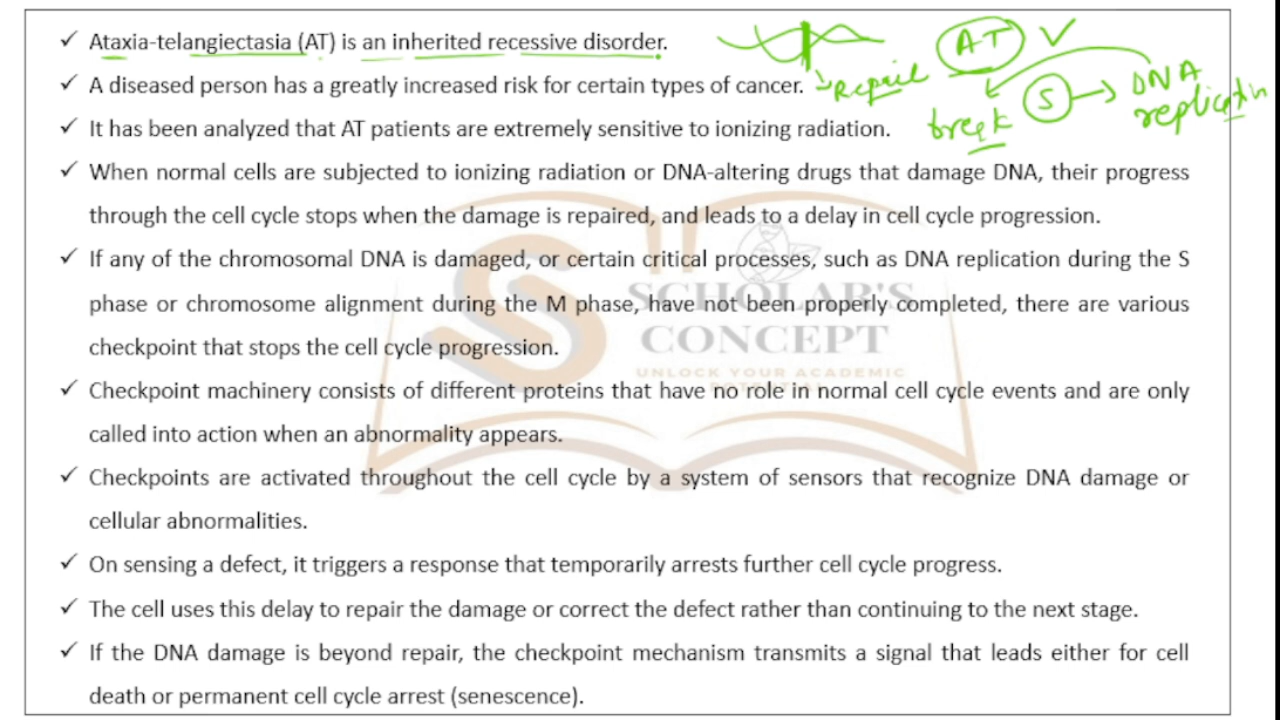 ✓ Ataxia-telangiectasia (AT) is an inherited recessive disorder.
AT ✓
✓ A diseased person has a greatly increased risk for certain types of cancer.
Repair
S → DNA
replication
break
✓ It has been analyzed that AT patients are extremely sensitive to ionizing radiation.
✓ When normal cells are subjected to ionizing radiation or DNA-altering drugs that damage DNA, their progress
through the cell cycle stops when the damage is repaired, and leads to a delay in cell cycle progression.
✓ If any of the chromosomal DNA is damaged, or certain critical processes, such as DNA replication during the S
phase or chromosome alignment during the M phase, have not been properly completed, there are various
checkpoint that stops the cell cycle progression.
✓ Checkpoint machinery consists of different proteins that have no role in normal cell cycle events and are only
called into action when an abnormality appears.
✓ Checkpoints are activated throughout the cell cycle by a system of sensors that recognize DNA damage or
cellular abnormalities.
✓ On sensing a defect, it triggers a response that temporarily arrests further cell cycle progress.
✓ The cell uses this delay to repair the damage or correct the defect rather than continuing to the next stage.
✓ If the DNA damage is beyond repair, the checkpoint mechanism transmits a signal that leads either for cell
death or permanent cell cycle arrest (senescence).
SCHOLAR'S
CONCEPT
UNLOCK YOUR ACADEMIC
POTENTIAL